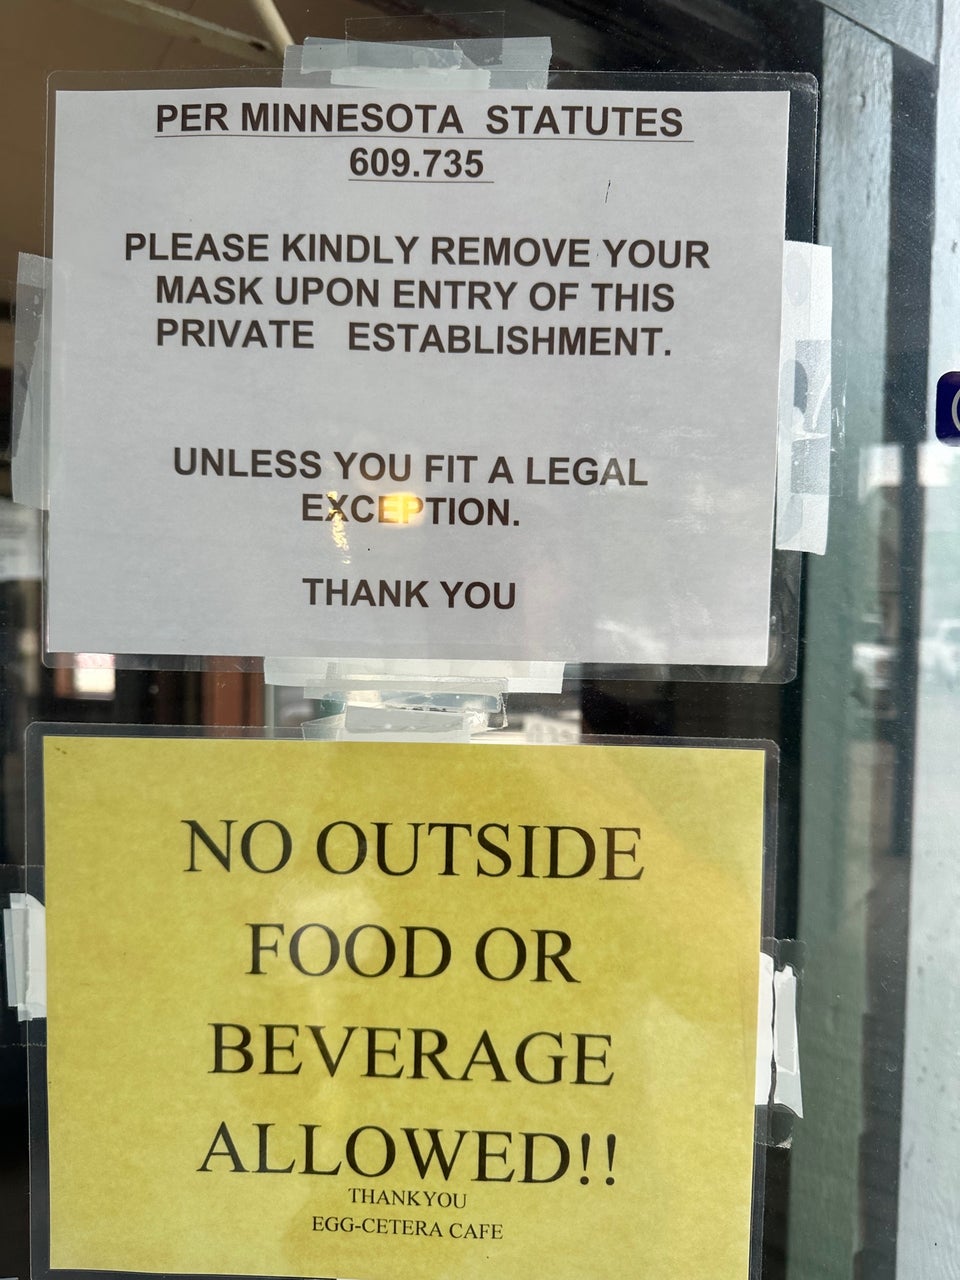 PER MINNESOTA STATUTES
609.735
PLEASE KINDLY REMOVE YOUR
MASK UPON ENTRY OF THIS
PRIVATE ESTABLISHMENT.
UNLESS YOU FIT A LEGAL
EXCEPTION.
THANK YOU
NO OUTSIDE
FOOD OR
BEVERAGE
ALLOWED!!
THANKYOU
EGG-CETERA CAFE